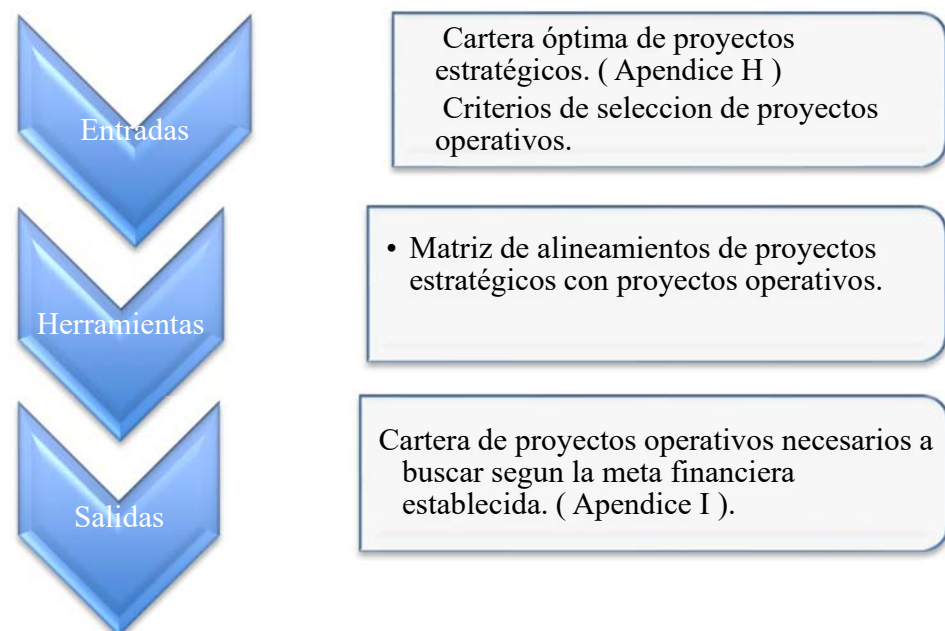 Entradas
Cartera óptima de proyectos
estratégicos. ( Apendice H )
Criterios de seleccion de proyectos
operativos.
Herramientas
• Matriz de alineamientos de proyectos
estratégicos con proyectos operativos.
Salidas
Cartera de proyectos operativos necesarios a
buscar segun la meta financiera
establecida. ( Apendice I ).